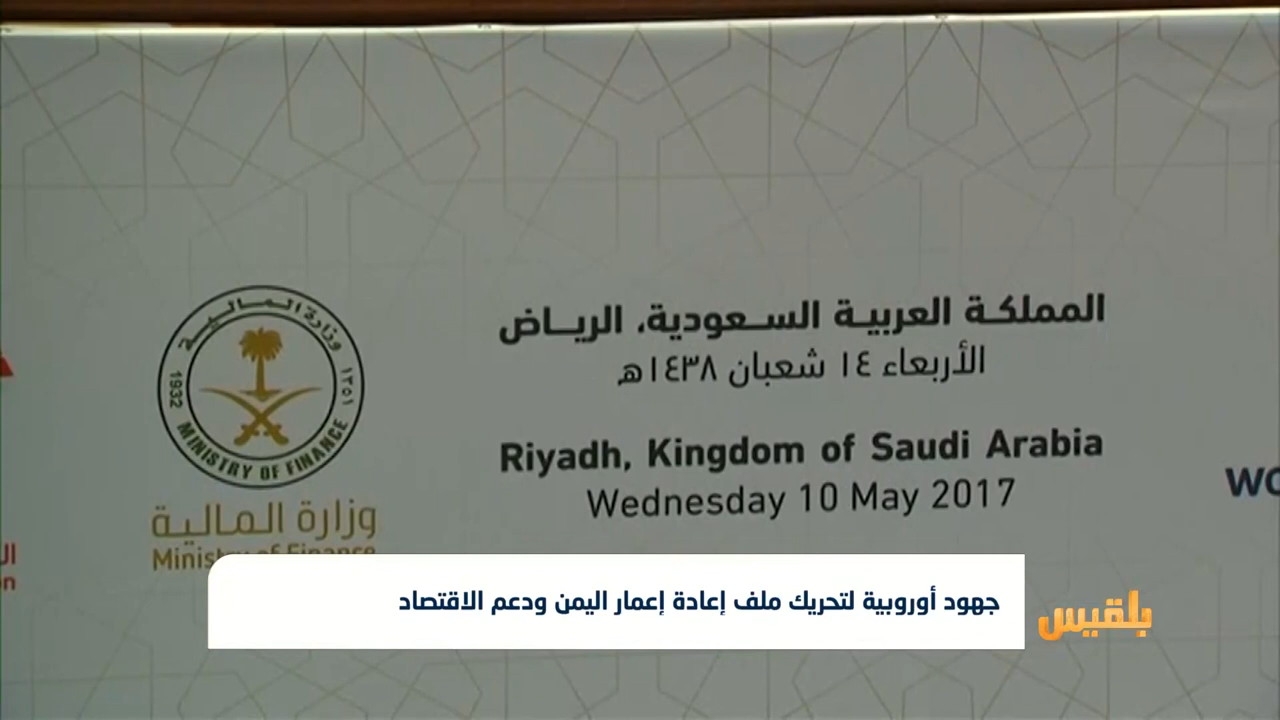 وزارة المالية
1932
١٣٥١
MINISTRY OF FINANCE
وزارة المالية
Ministry of Finance
المملكة العربية السعودية، الرياض
الأربعاء ١٤ شعبان ١٤٣٨هـ
Riyadh, Kingdom of Saudi Arabia
Wednesday 10 May 2017
جهود أوروبية لتحريك ملف إعادة إعمار اليمن ودعم الاقتصاد
بلقيس